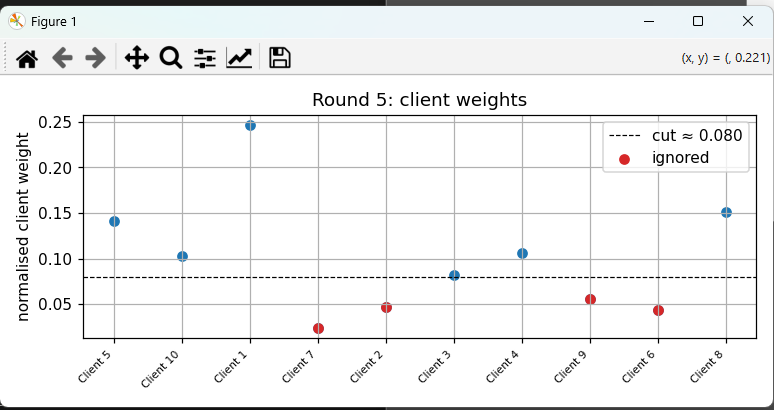 Figure 1
(x, y) = (, 0.221)
Round 5: client weights
normalised client weight
0.25
0.20
0.15
0.10
0.05
cut ≈ 0.080
ignored
Client 5
Client 10
Client 1
Client 7
Client 2
Client 3
Client 4
Client 9
Client 6
Client 8